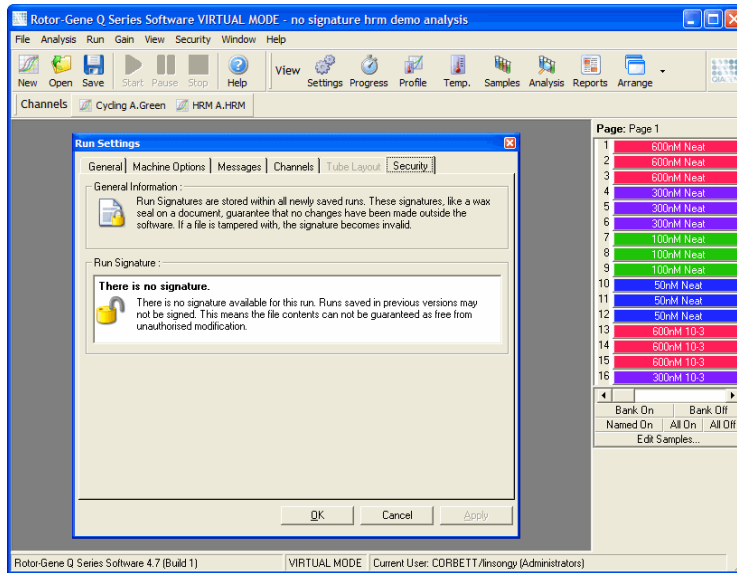 Rotor-Gene Q Series Software VIRTUAL MODE - no signature hrm demo analysis
File Analysis Run Gain View Security Window Help
New Open Save Start Pause Stop Help View Settings Progress Profile Temp. Samples Analysis Reports Arrange
Channels Cycling A.Green HRM A.HRM
Run Settings
General Machine Options Messages Channels Tube Layout Security
General Information :
Run Signatures are stored within all newly saved runs. These signatures, like a wax
seal on a document, guarantee that no changes have been made outside the
software. If a file is tampered with, the signature becomes invalid.
Run Signature :
There is no signature.
There is no signature available for this run. Runs saved in previous versions may
not be signed. This means the file contents can not be guaranteed as free from
unauthorised modification.
OK Cancel Apply
Page: Page 1
1 600nM Neat
2 600nM Neat
3 600nM Neat
4 300nM Neat
5 300nM Neat
6 300nM Neat
7 100nM Neat
8 100nM Neat
9 100nM Neat
10 50nM Neat
11 50nM Neat
12 50nM Neat
13 600nM 10-3
14 600nM 10-3
15 600nM 10-3
16 300nM 10-3
Bank On Bank Off
Named On All On All Off
Edit Samples...
Rotor-Gene Q Series Software 4.7 (Build 1) VIRTUAL MODE Current User: CORBETT/linsongy (Administrators)